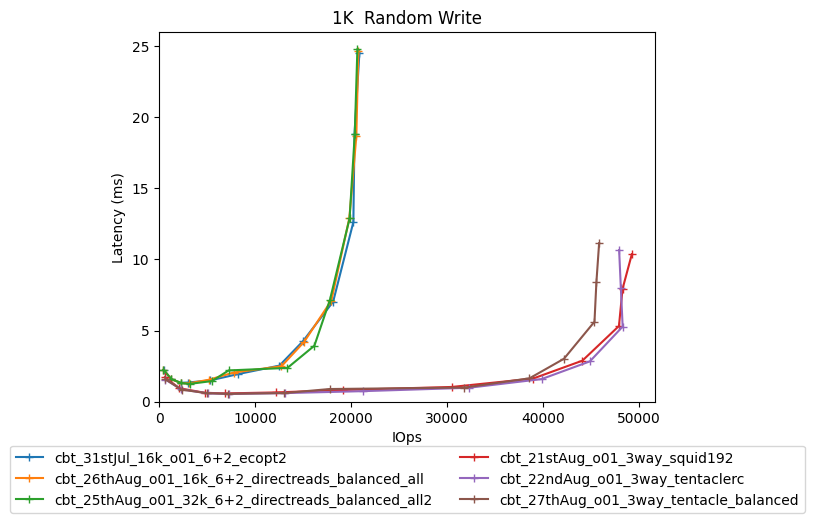 1K  Random Write
25
20
15
10
5
0
Latency (ms)
0 10000 20000 30000 40000 50000
IOps
cbt_31stJul_16k_o01_6+2_ecopt2
cbt_26thAug_o01_16k_6+2_directreads_balanced_all
cbt_25thAug_o01_32k_6+2_directreads_balanced_all2
cbt_21stAug_o01_3way_squid192
cbt_22ndAug_o01_3way_tentaclerc
cbt_27thAug_o01_3way_tentacle_balanced